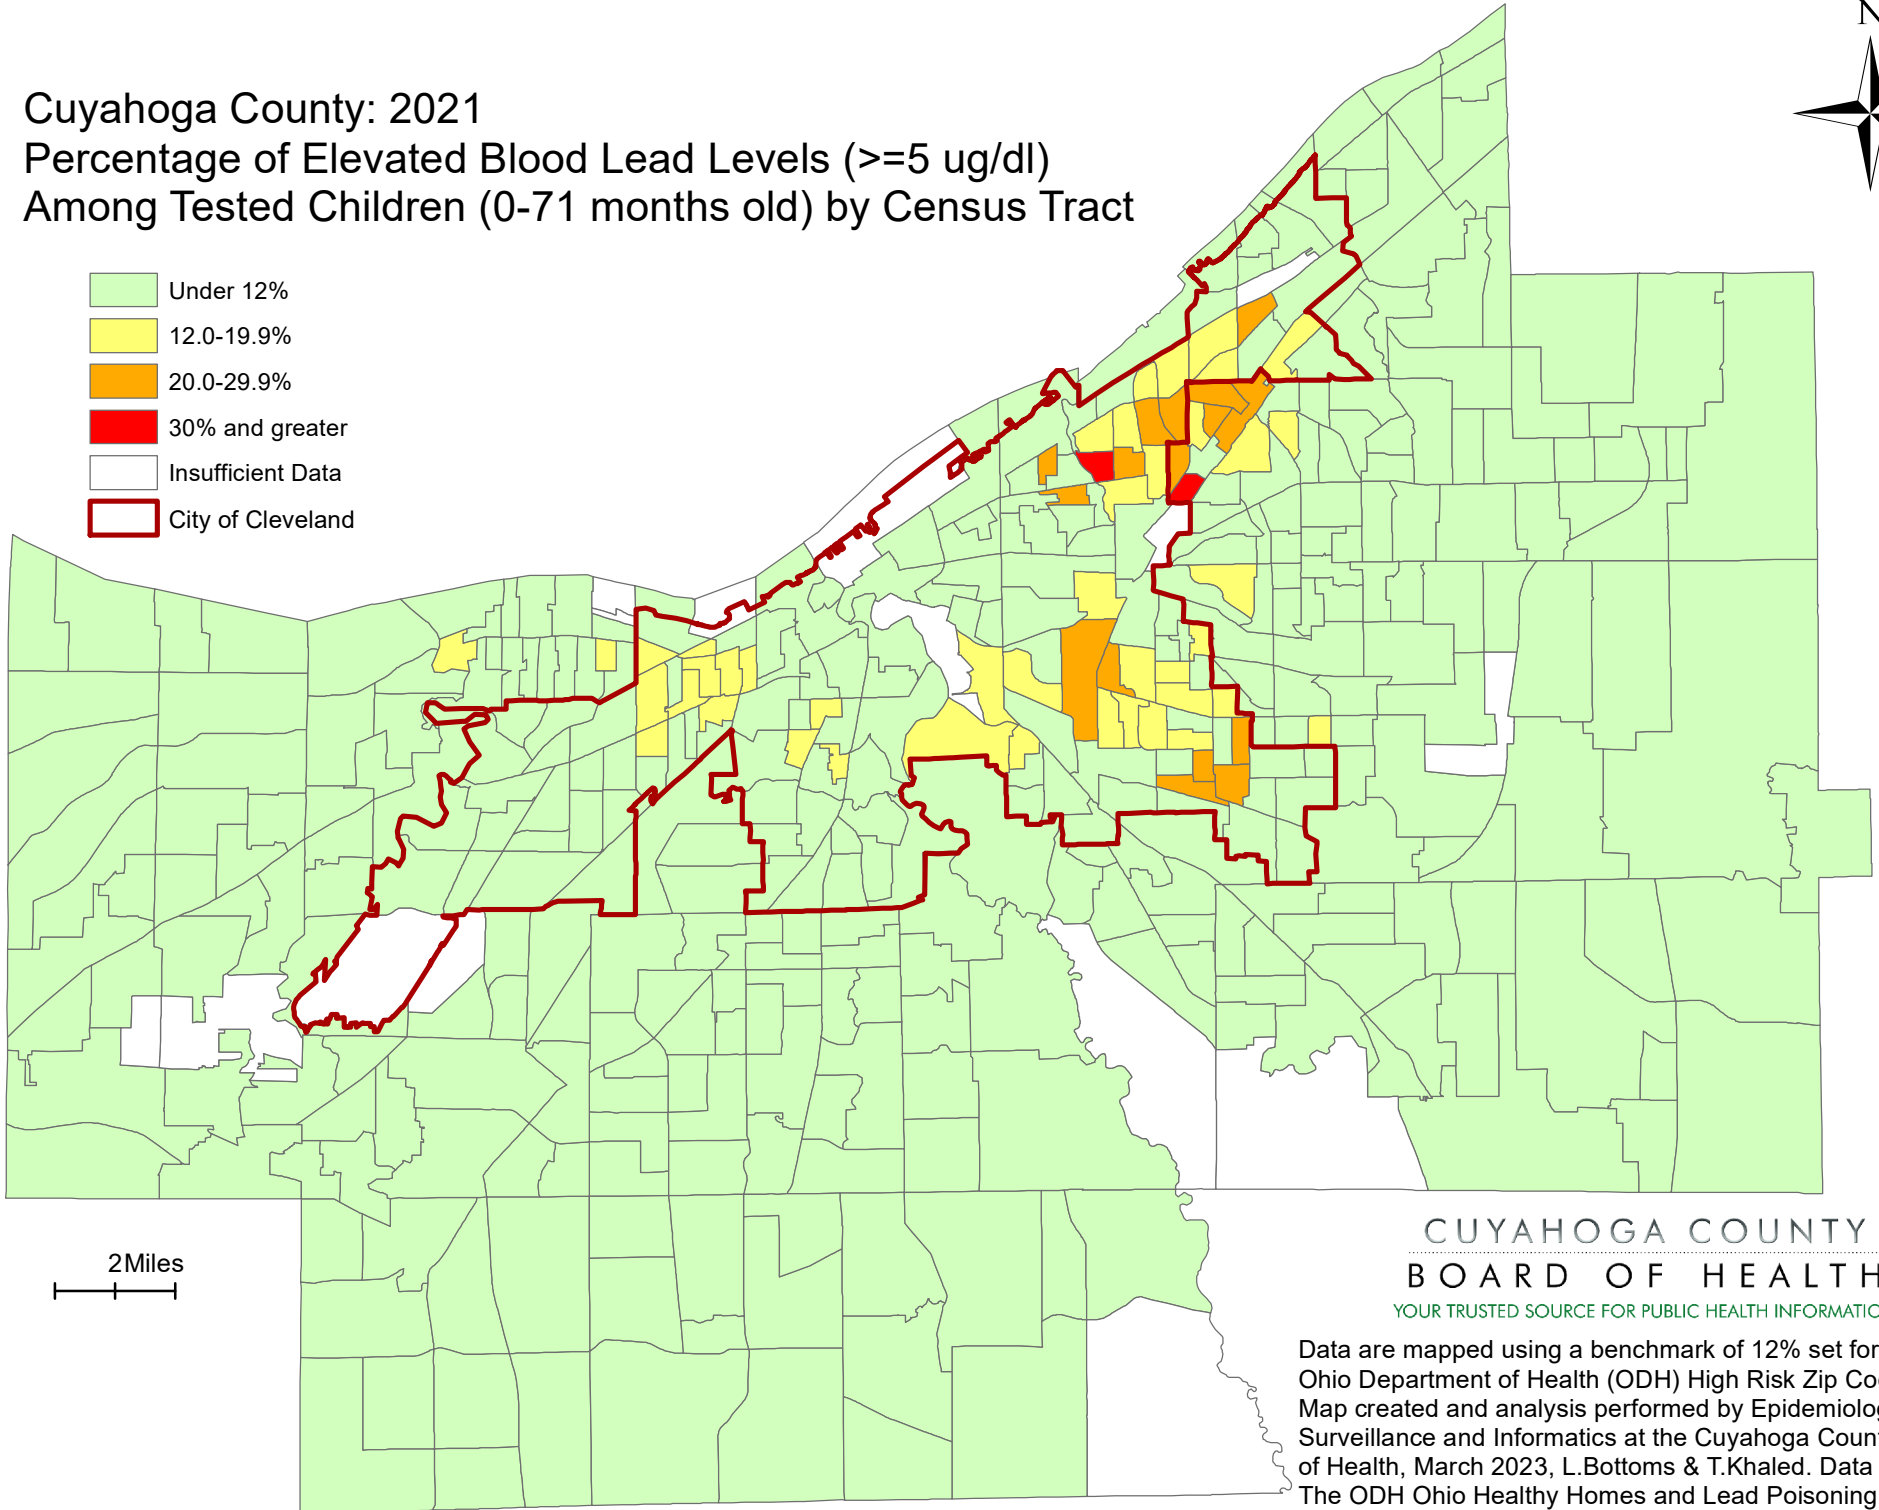 N
Cuyahoga County: 2021
Percentage of Elevated Blood Lead Levels (>=5 ug/dl)
Among Tested Children (0-71 months old) by Census Tract
Under 12%
12.0-19.9%
20.0-29.9%
30% and greater
Insufficient Data
City of Cleveland
2Miles
CUYAHOGA COUNTY
BOARD OF HEALTH
YOUR TRUSTED SOURCE FOR PUBLIC HEALTH
Data are mapped using a benchmark of 12% set for
Ohio Department of Health (ODH) High Risk Zip
Map created and analysis performed by
Surveillance and Informatics at the Cuyahoga
of Health, March 2023, L.Bottoms & T.Khaled. Data
The ODH Ohio Healthy Homes and Lead Poisoning